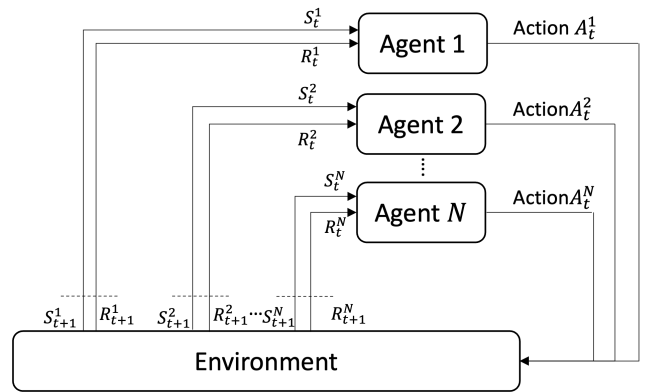 $S_t^1$
Action $A_t^1$
Agent 1
$R_t^1$
$S_t^2$
Action$A_t^2$
Agent 2
$R_t^2$
⋮
$S_t^N$
Action$A_t^N$
Agent $N$
$R_t^N$
$S_{t+1}^1$ $R_{t+1}^1$ $S_{t+1}^2$ $R_{t+1}^2$ ⋯ $S_{t+1}^N$ $R_{t+1}^N$
Environment